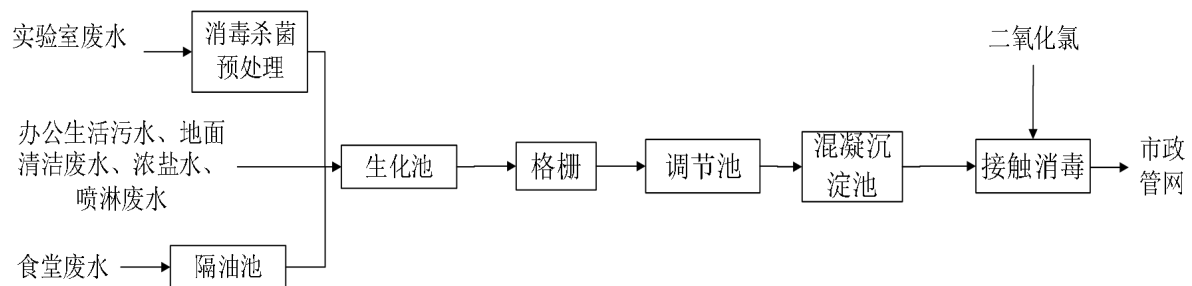 实验室废水
消毒杀菌
预处理
二氧化氯
办公生活污水、地面
清洁废水、浓盐水、
喷淋废水
生化池
格栅
调节池
混凝沉
淀池
接触消毒
市政
管网
食堂废水
隔油池